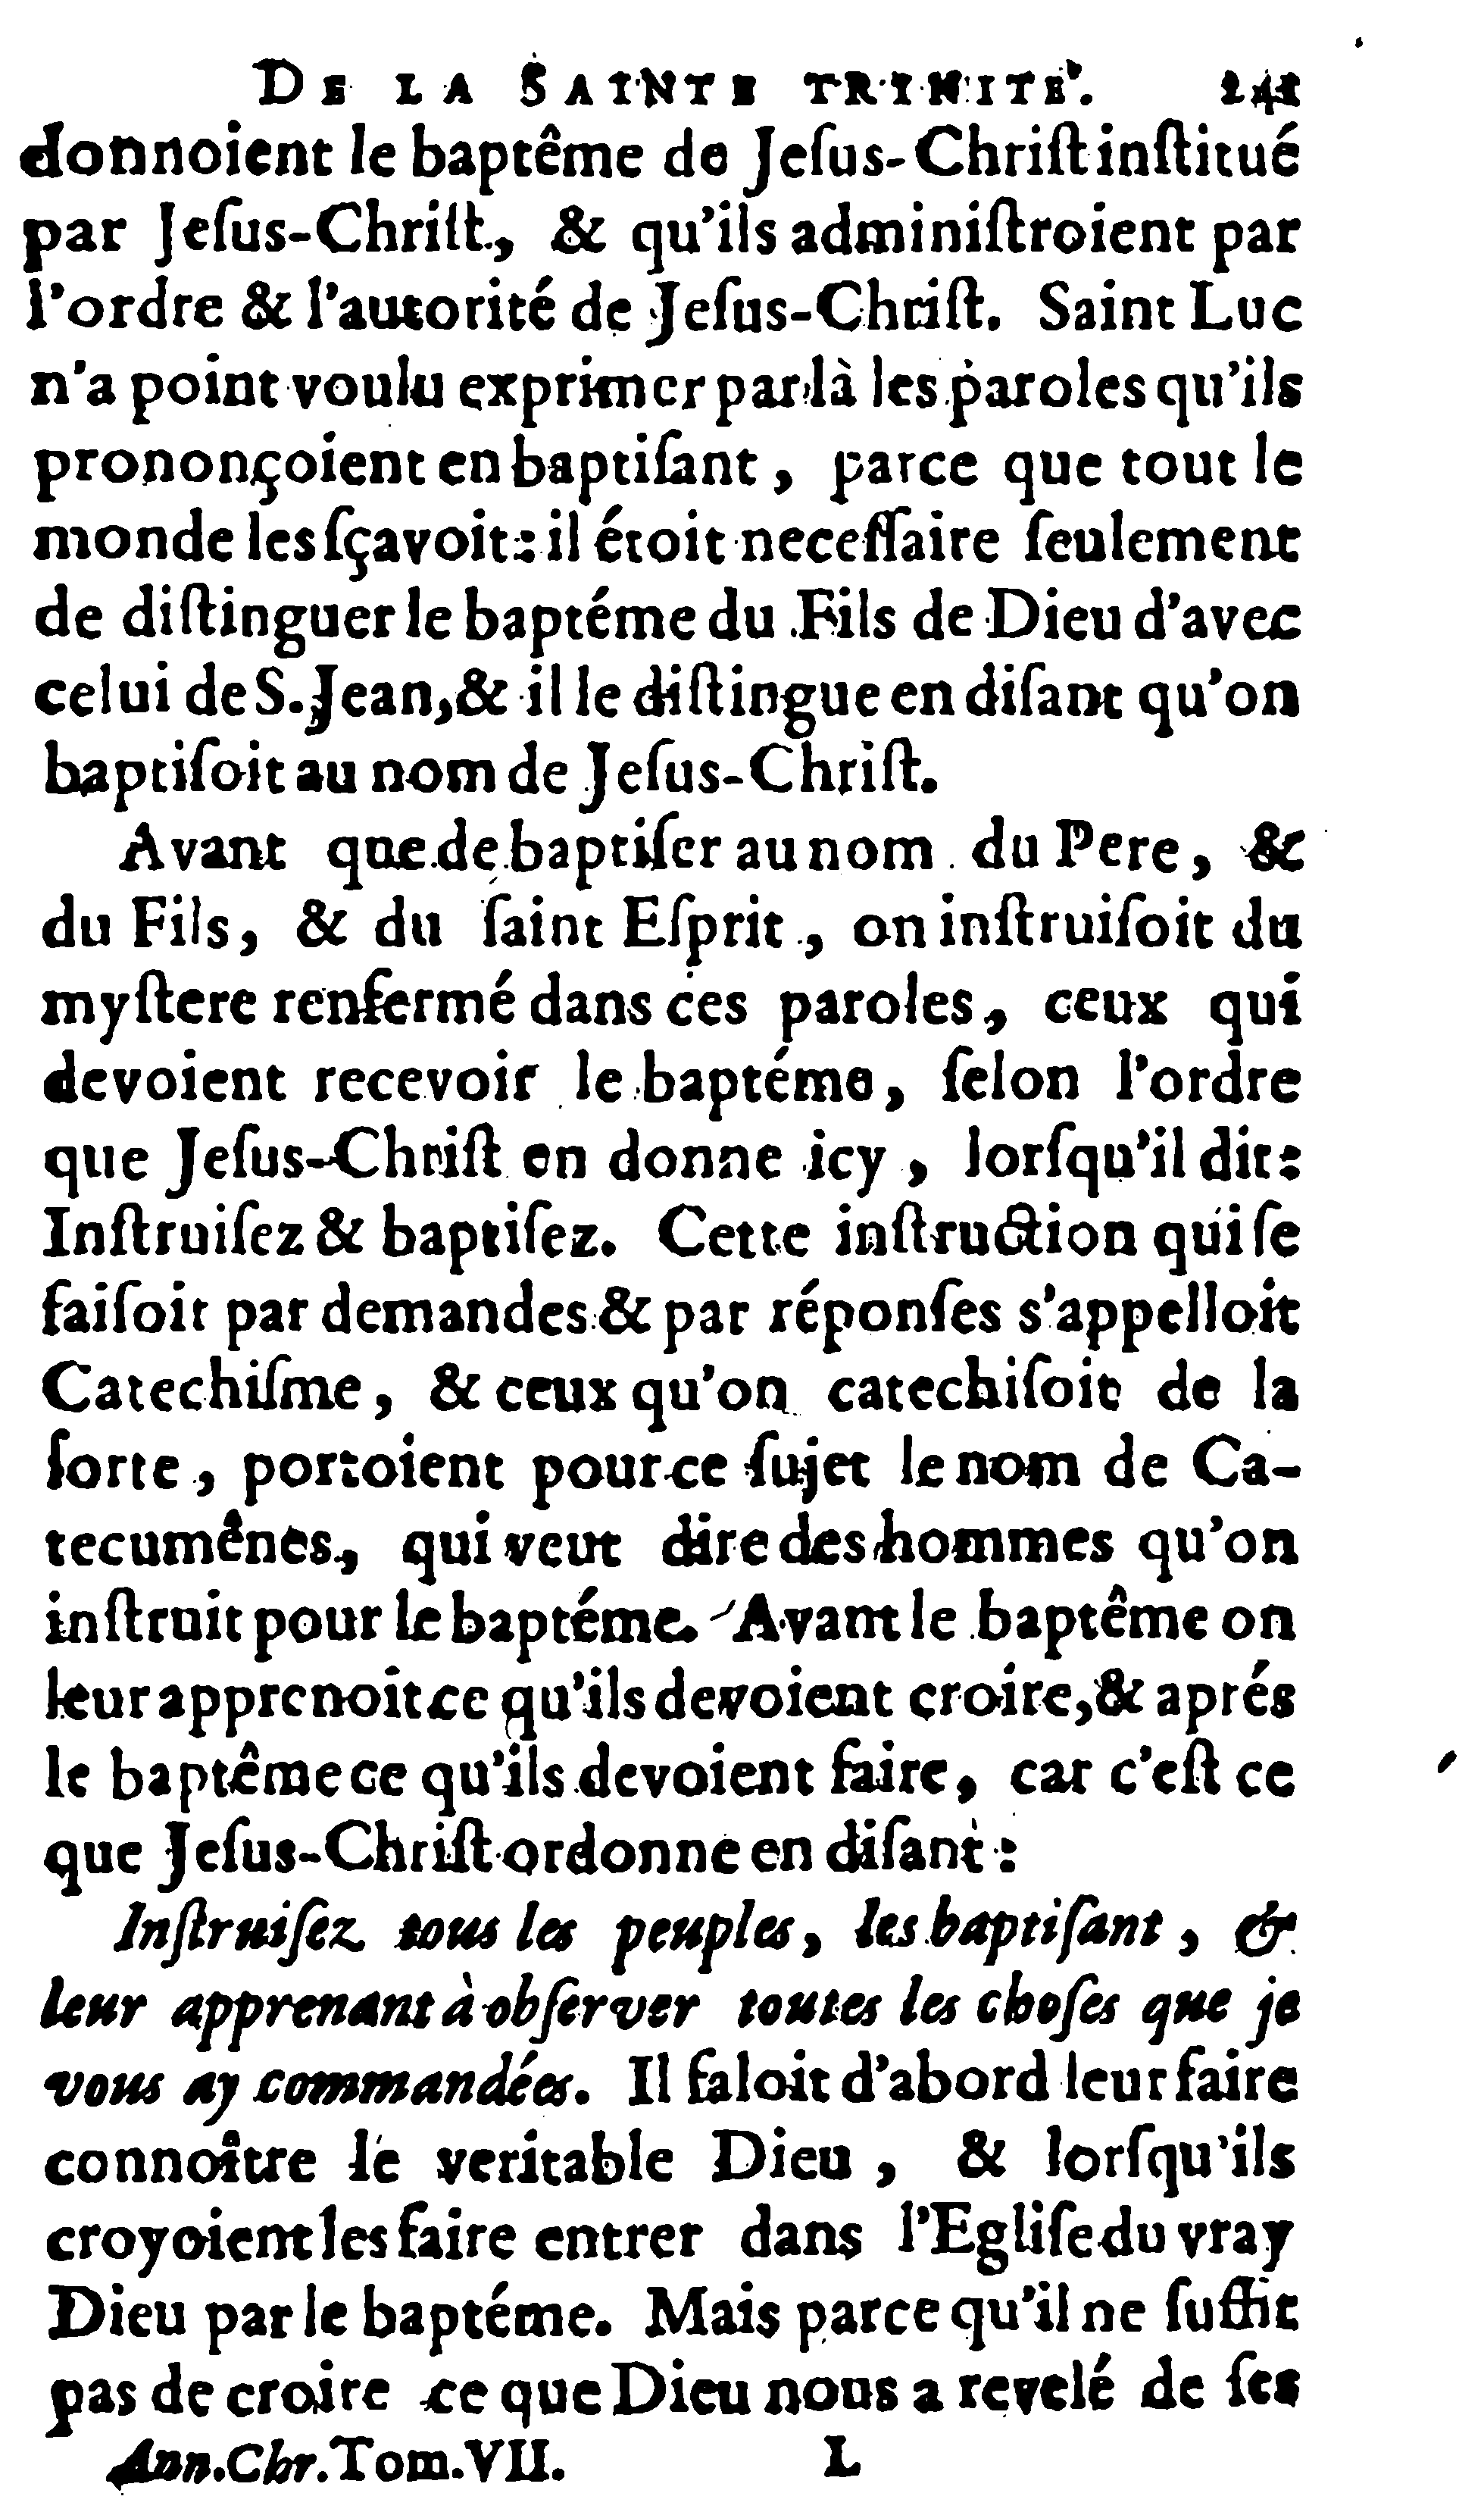 DE LA SAINTE TRINITE'. 241
donnoient le baptême de Jeſus-Chriſt inſtitué
par Jeſus-Chriſt, & qu'ils adminiſtroient par
l'ordre & l'autorité de Jeſus-Chriſt. Saint Luc
n'a point voulu exprimer par là les paroles qu'ils
prononçoient en baptiſant, parce que tout le
monde les ſçavoit: il étoit neceſſaire ſeulement
de diſtinguer le baptéme du Fils de Dieu d'avec
celui de S. Jean, & il le diſtingue en diſant qu'on
baptiſoit au nom de Jeſus-Chriſt.
Avant que de baptiſer au nom du Pere, &
du Fils, & du ſaint Eſprit, on inſtruiſoit du
myſtere renfermé dans ces paroles, ceux qui
devoient recevoir le baptéme, ſelon l'ordre
que Jeſus-Chriſt en donne icy, lorſqu'il dit:
Inſtruiſez & baptiſez. Cette inſtruction qui ſe
faiſoit par demandes & par réponſes s'appelloit
Catechiſme, & ceux qu'on catechiſoit de la
ſorte, portoient pour ce ſujet le nom de Ca-
tecumênes, qui veut dire des hommes qu'on
inſtruit pour le baptéme. Avant le baptême on
leur apprenoit ce qu'ils devoient croire, & aprés
le baptême ce qu'ils devoient faire, car c'eſt ce
que Jeſus-Chriſt ordonne en diſant:
Inſtruiſez tous les peuples, les baptiſant, &
leur apprenant à obſerver toutes les choſes que je
vous ay commandées. Il faloit d'abord leur faire
connoître le veritable Dieu, & lorſqu'ils
croyoient les faire entrer dans l'Egliſe du vray
Dieu par le baptéme. Mais parce qu'il ne ſuffit
pas de croire ce que Dieu nous a revelé de ſes
Ann. Chr. Tom. VII. L